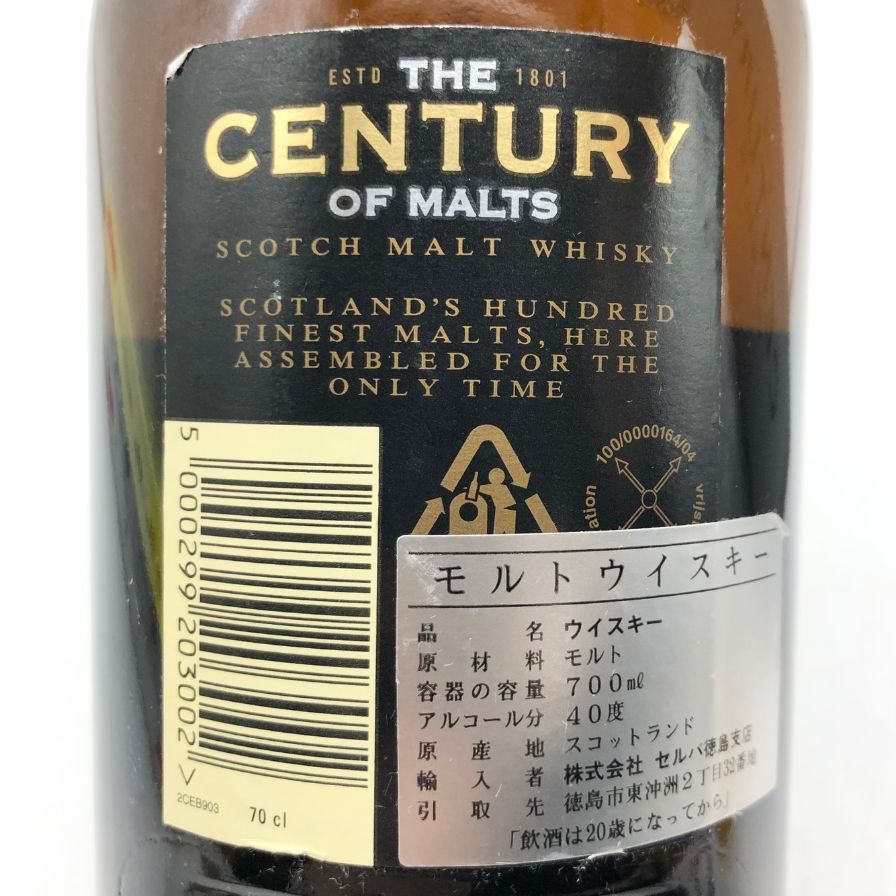 ESTD THE 1801
CENTURY
OF MALTS
SCOTCH MALT WHISKY
SCOTLAND'S HUNDRED
FINEST MALTS, HERE
ASSEMBLED FOR THE
ONLY TIME
5 000299 203002 >
2CEB903
70 cl
100/0000164/04
モルトウイスキー
品名 ウイスキー
原材料 モルト
容器の容量 700㎖
アルコール分 40度
原産地 スコットランド
輸入者 株式会社 セルバ徳島支店
引取先 徳島市東沖洲2丁目32番地
「飲酒は20歳になってから」